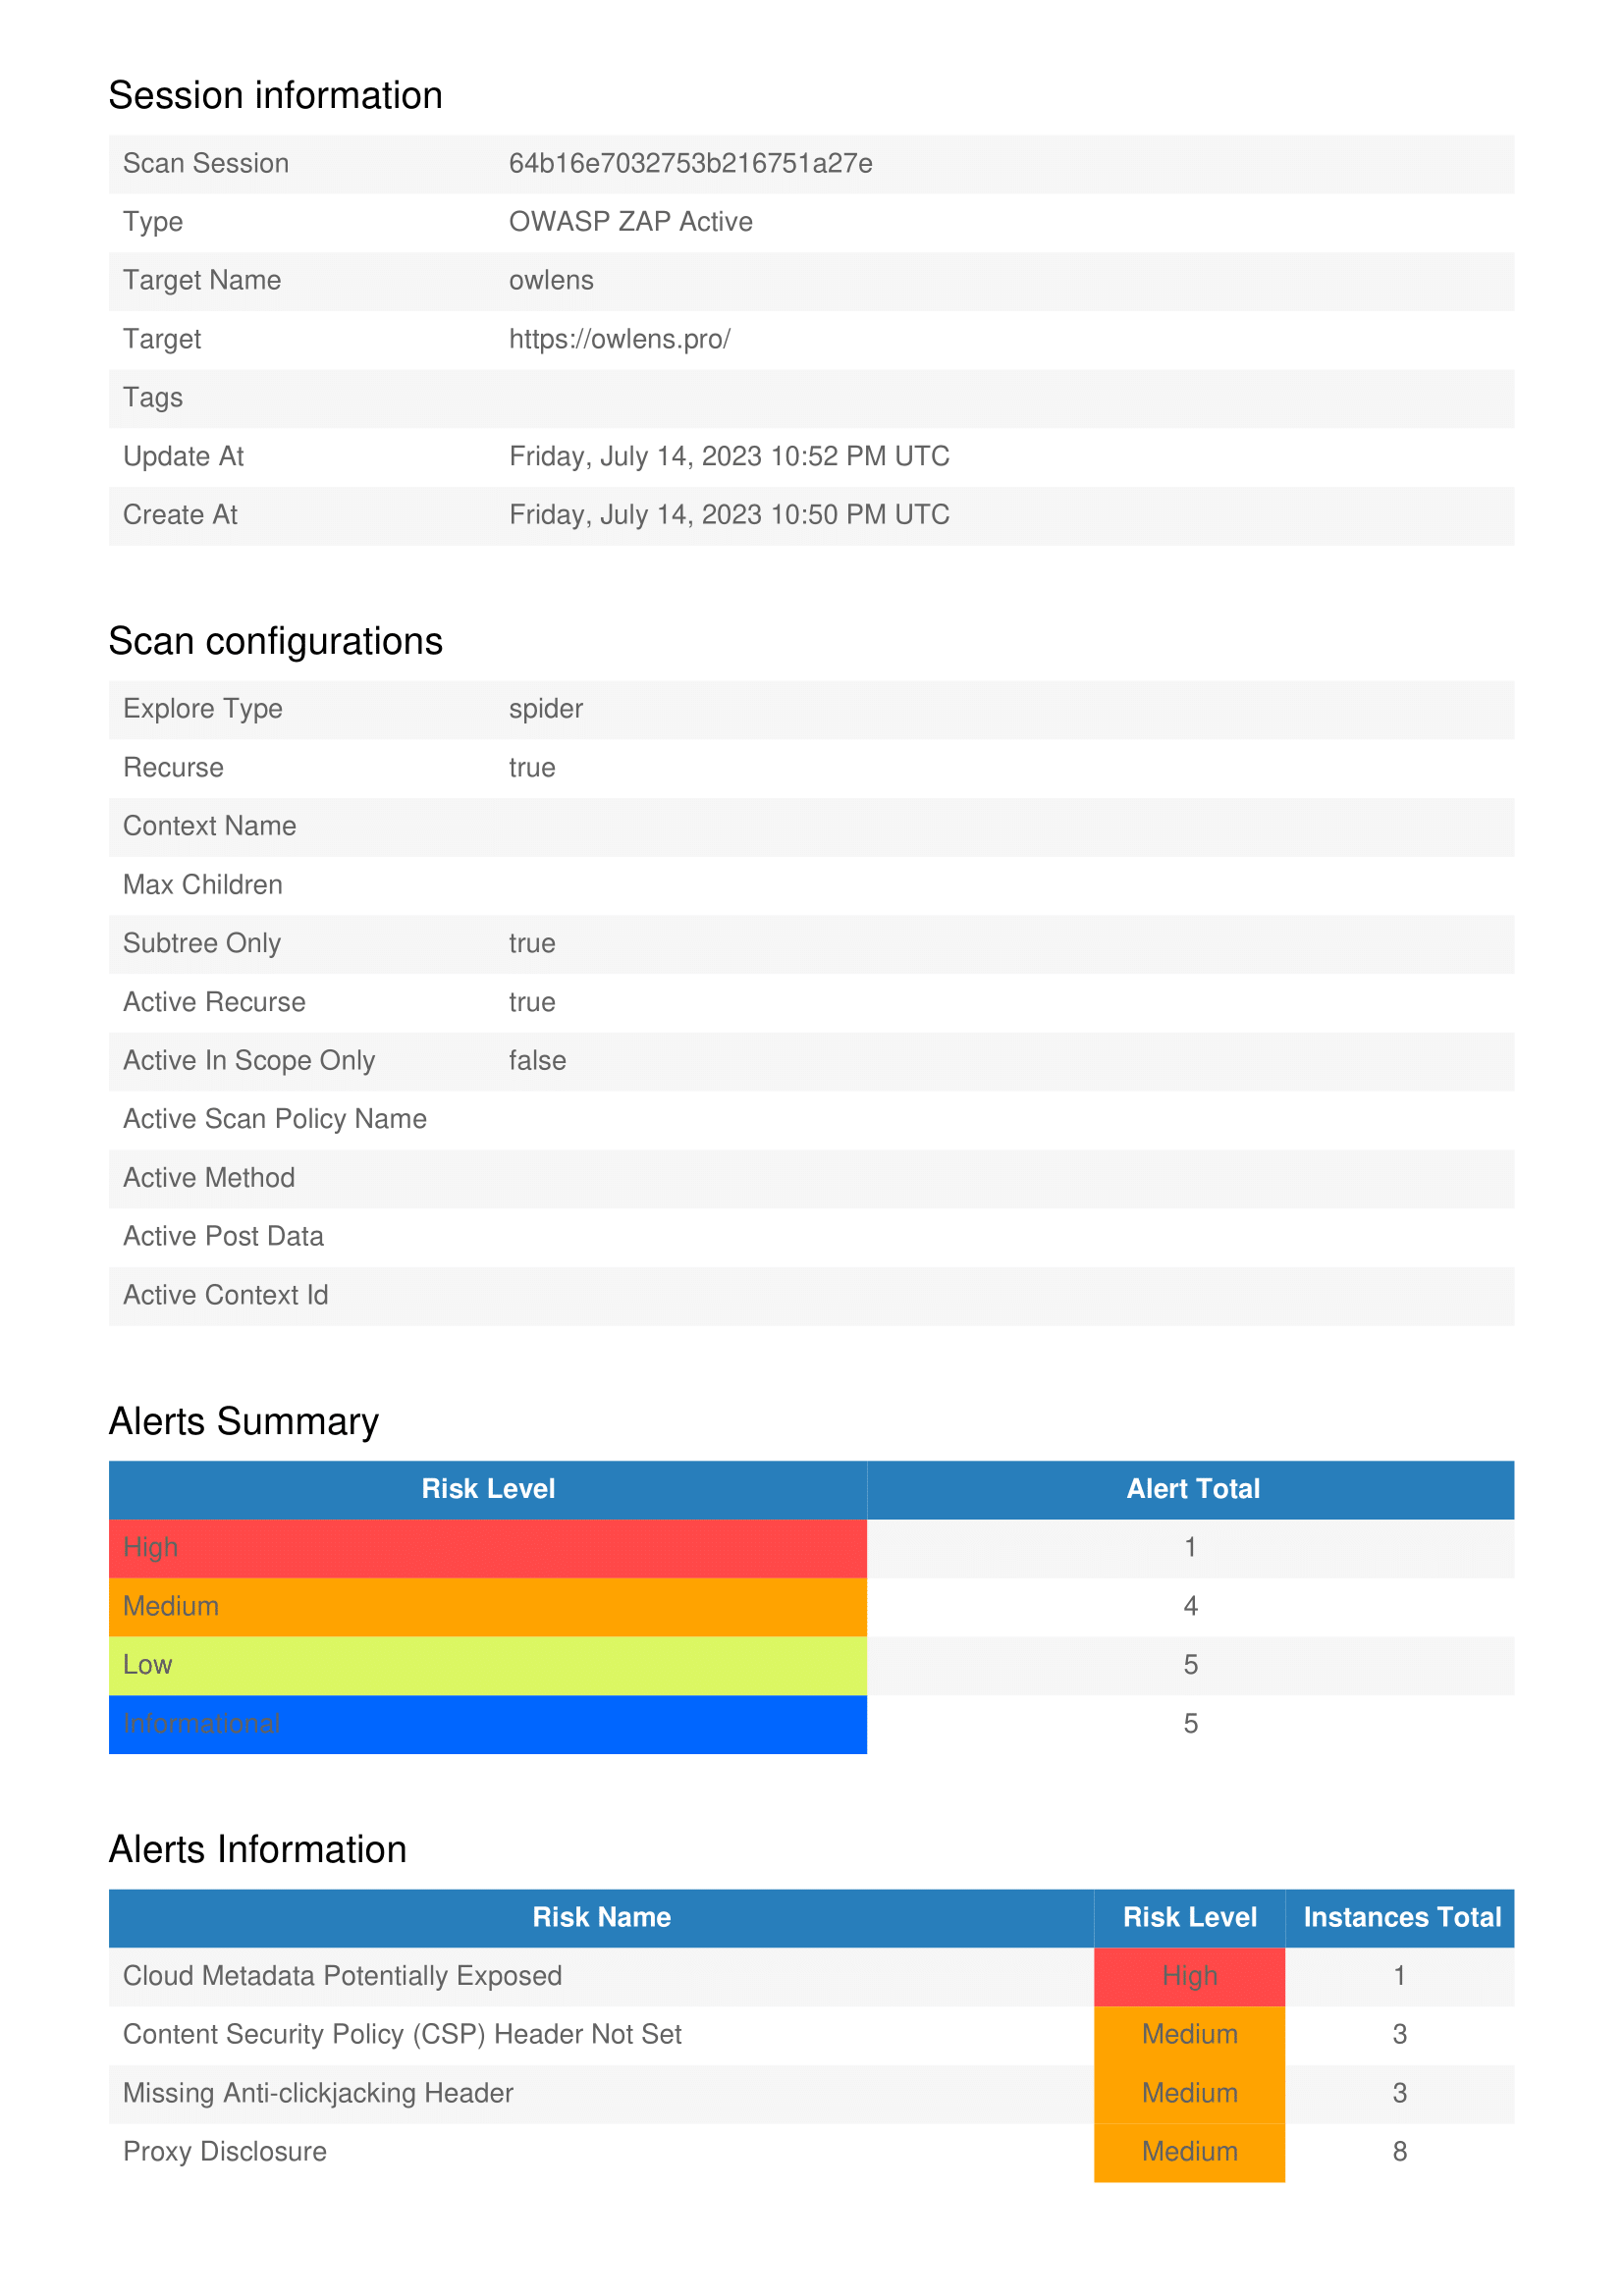 Session information
Scan Session 64b16e7032753b216751a27e
Type OWASP ZAP Active
Target Name owlens
Target https://owlens.pro/
Tags
Update At Friday, July 14, 2023 10:52 PM UTC
Create At Friday, July 14, 2023 10:50 PM UTC
Scan configurations
Explore Type spider
Recurse true
Context Name
Max Children
Subtree Only true
Active Recurse true
Active In Scope Only false
Active Scan Policy Name
Active Method
Active Post Data
Active Context Id
Alerts Summary
Risk Level Alert Total
High 1
Medium 4
Low 5
Informational 5
Alerts Information
Risk Name Risk Level Instances Total
Cloud Metadata Potentially Exposed High 1
Content Security Policy (CSP) Header Not Set Medium 3
Missing Anti-clickjacking Header Medium 3
Proxy Disclosure Medium 8